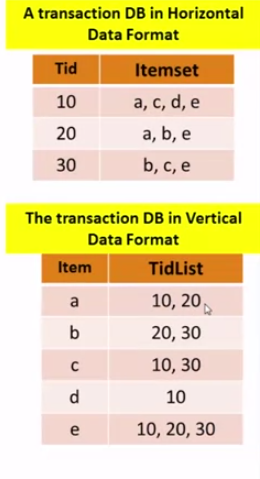 A transaction DB in Horizontal
Data Format
Tid Itemset
10 a, c, d, e
20 a, b, e
30 b, c, e
The transaction DB in Vertical
Data Format
Item TidList
a 10, 20
b 20, 30
c 10, 30
d 10
e 10, 20, 30